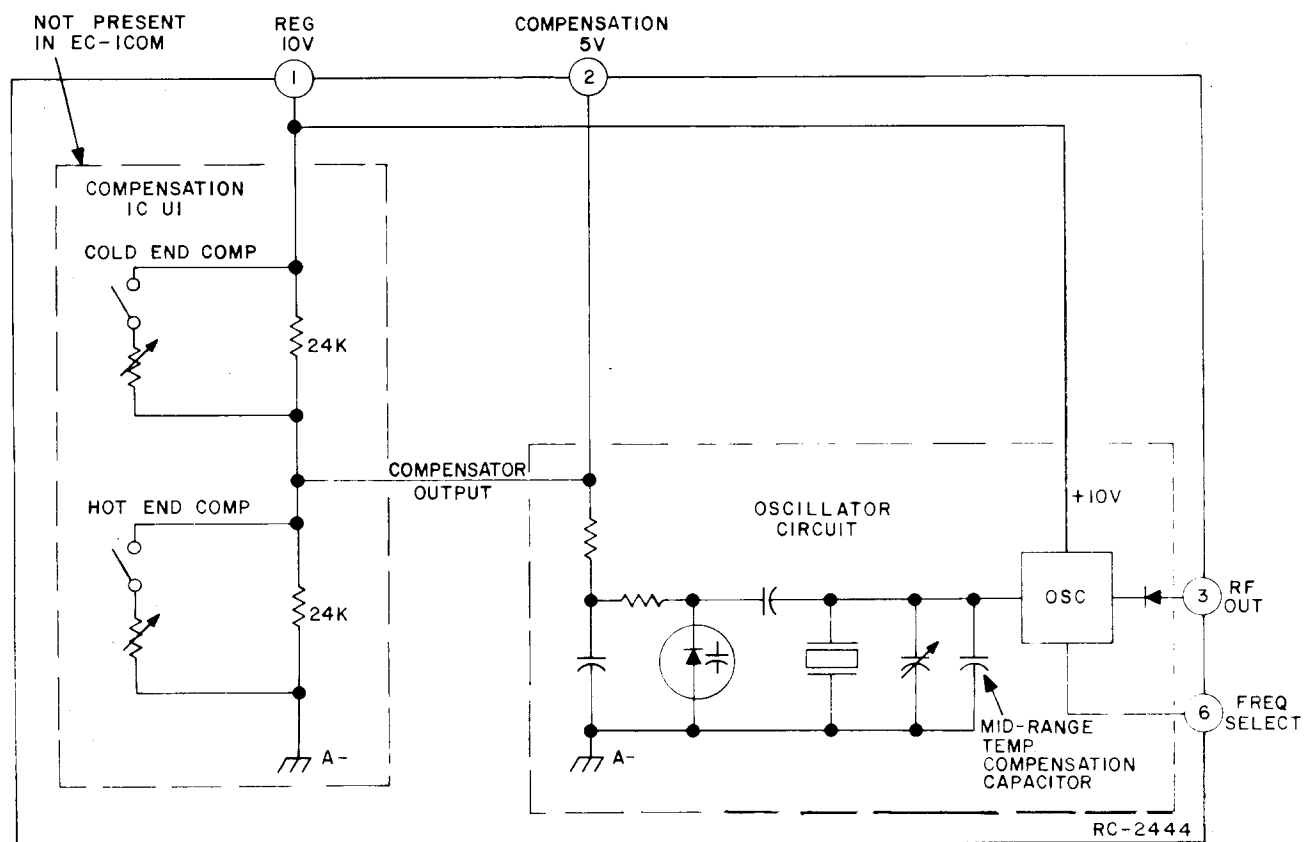 NOT PRESENT
IN EC-ICOM
REG
10V
COMPENSATION
5V
1
2
COMPENSATION
IC U1
COLD END COMP
24K
COMPENSATOR
OUTPUT
HOT END COMP
24K
A-
OSCILLATOR
CIRCUIT
+10V
OSC
3
RF
OUT
6
FREQ
SELECT
MID-RANGE
TEMP
COMPENSATION
CAPACITOR
A-
RC-2444